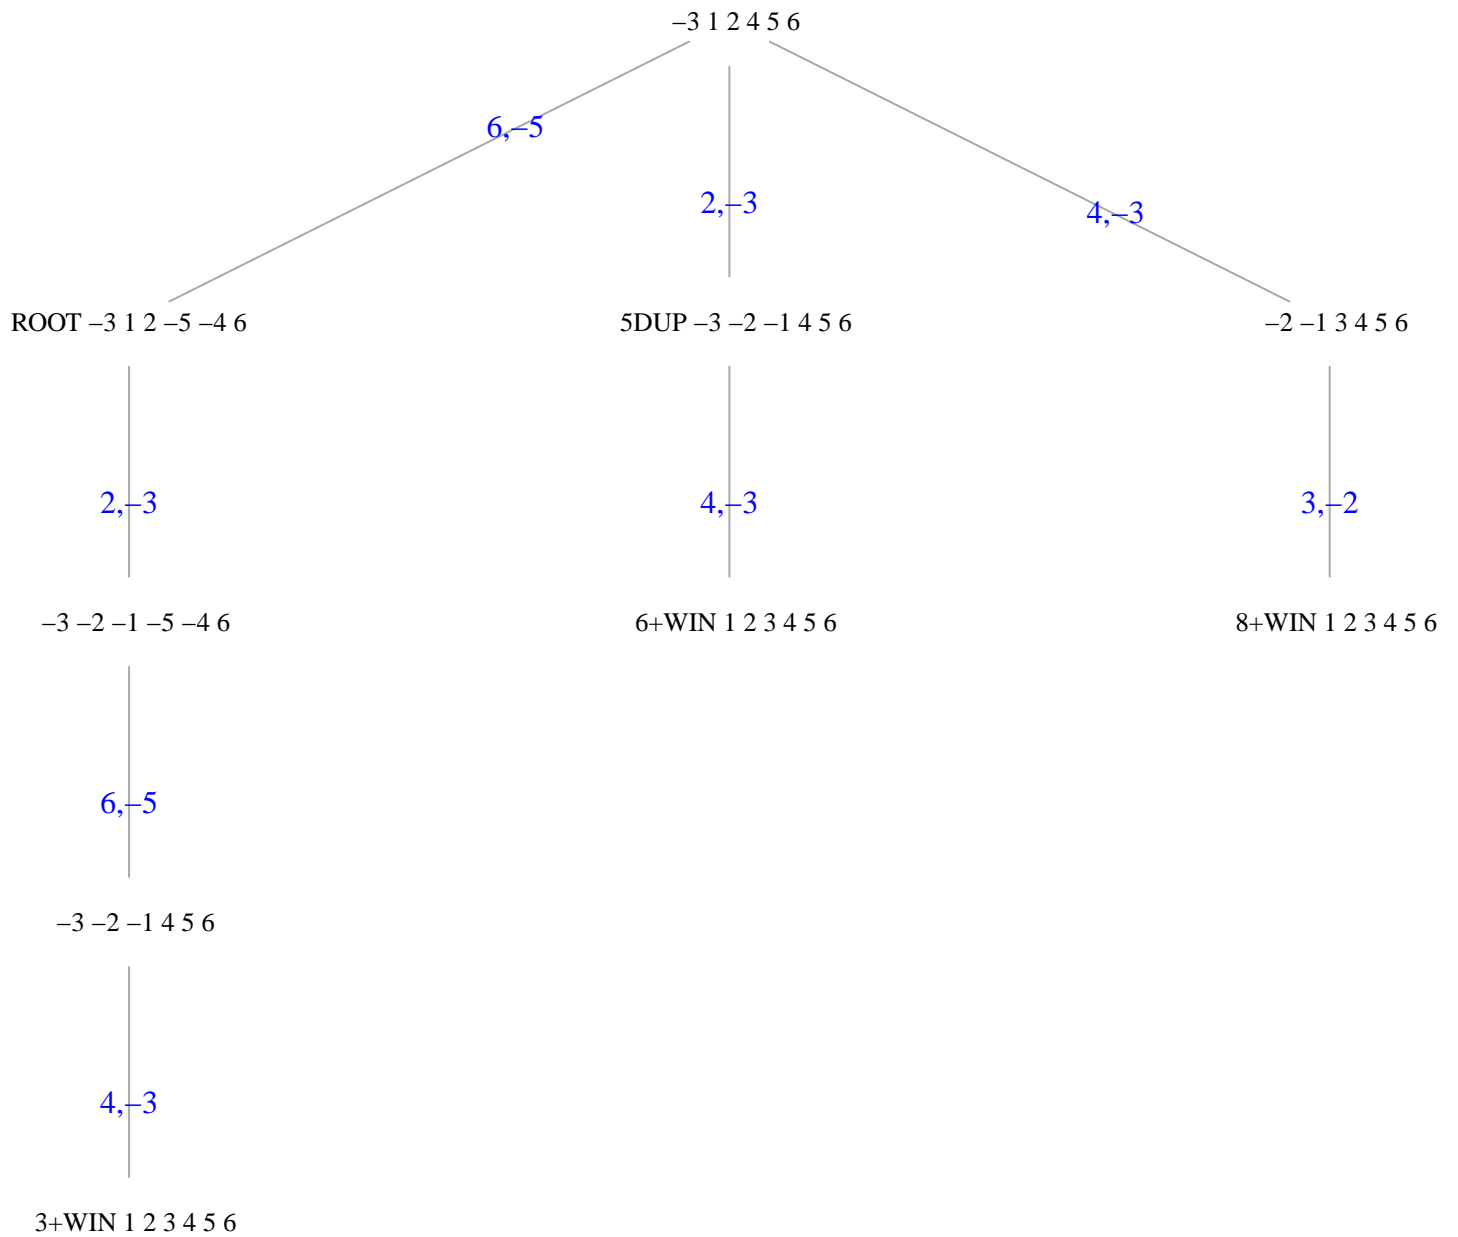 –3 1 2 4 5 6
6,–5
2,–3
4,–3
ROOT –3 1 2 –5 –4 6
5DUP –3 –2 –1 4 5 6
–2 –1 3 4 5 6
2,–3
4,–3
3,–2
–3 –2 –1 –5 –4 6
6+WIN 1 2 3 4 5 6
8+WIN 1 2 3 4 5 6
6,–5
–3 –2 –1 4 5 6
4,–3
3+WIN 1 2 3 4 5 6